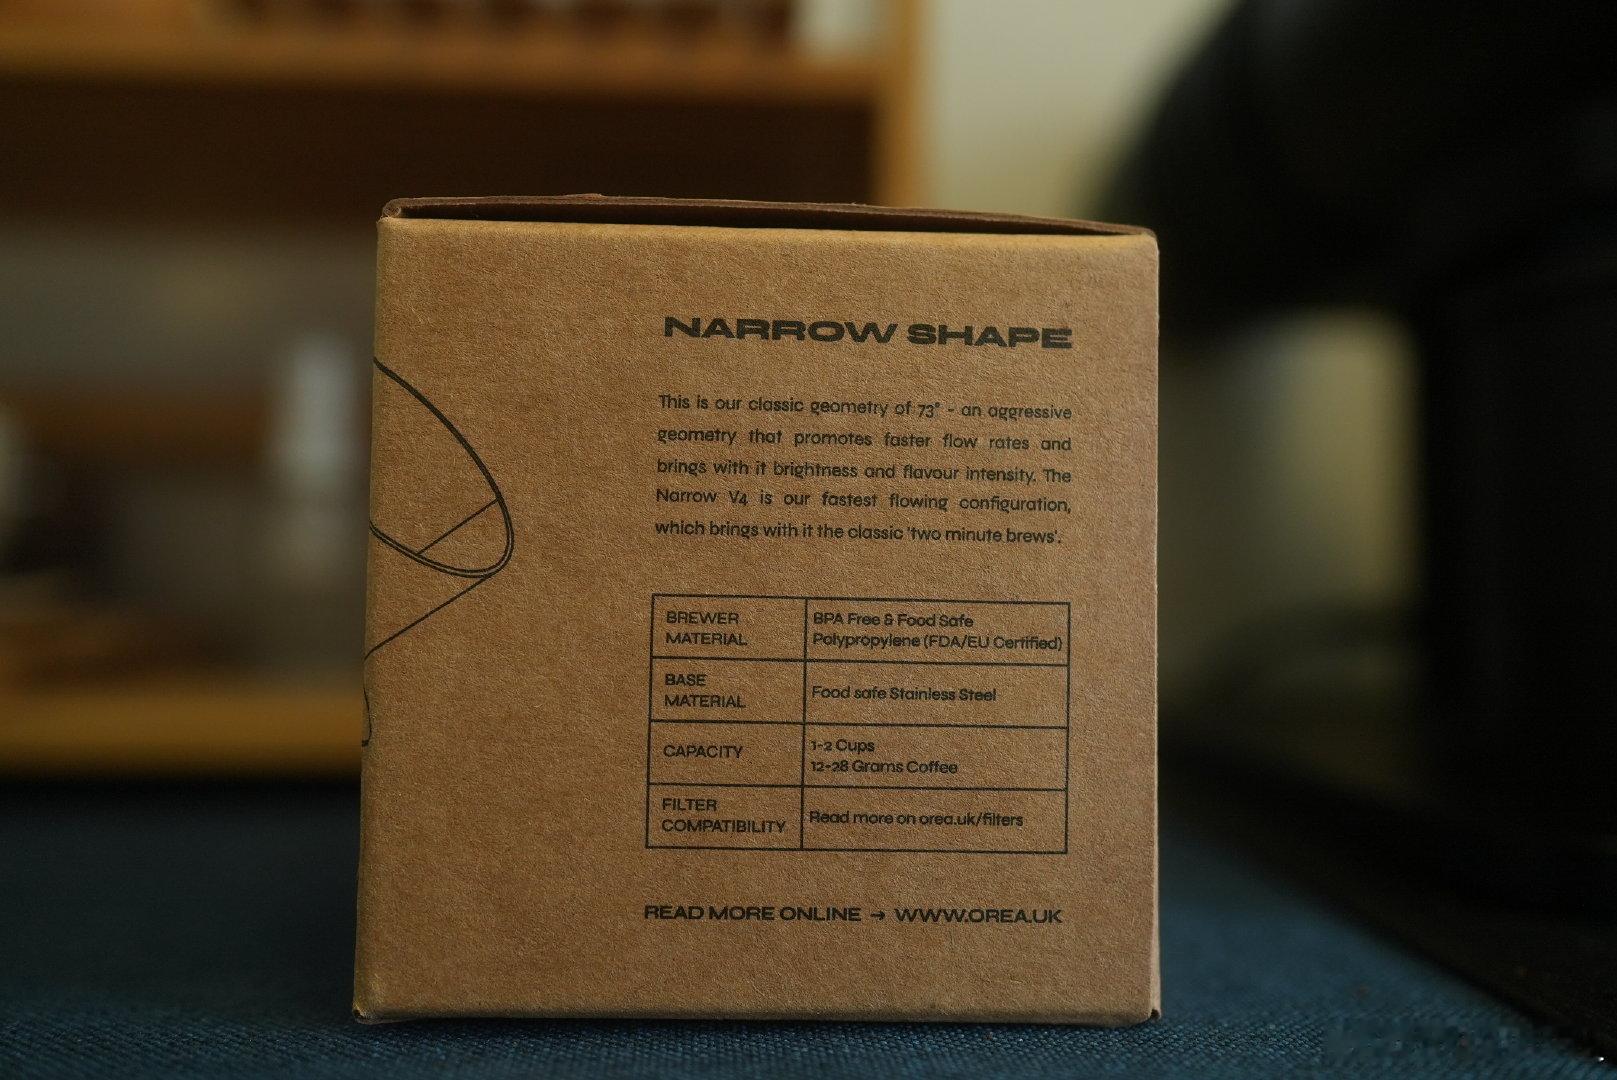 NARROW SHAPE
This is our classic geometry of 73° - an aggressive
geometry that promotes faster flow rates and
brings with it brightness and flavour intensity. The
Narrow V4 is our fastest flowing configuration,
which brings with it the classic 'two minute brews'.
BREWER
MATERIAL
BPA Free & Food Safe
Polypropylene (FDA/EU Certified)
BASE
MATERIAL
Food safe Stainless Steel
CAPACITY
1-2 Cups
12-28 Grams Coffee
FILTER
COMPATIBILITY
Read more on orea.uk/filters
READ MORE ONLINE → WWW.OREA.UK